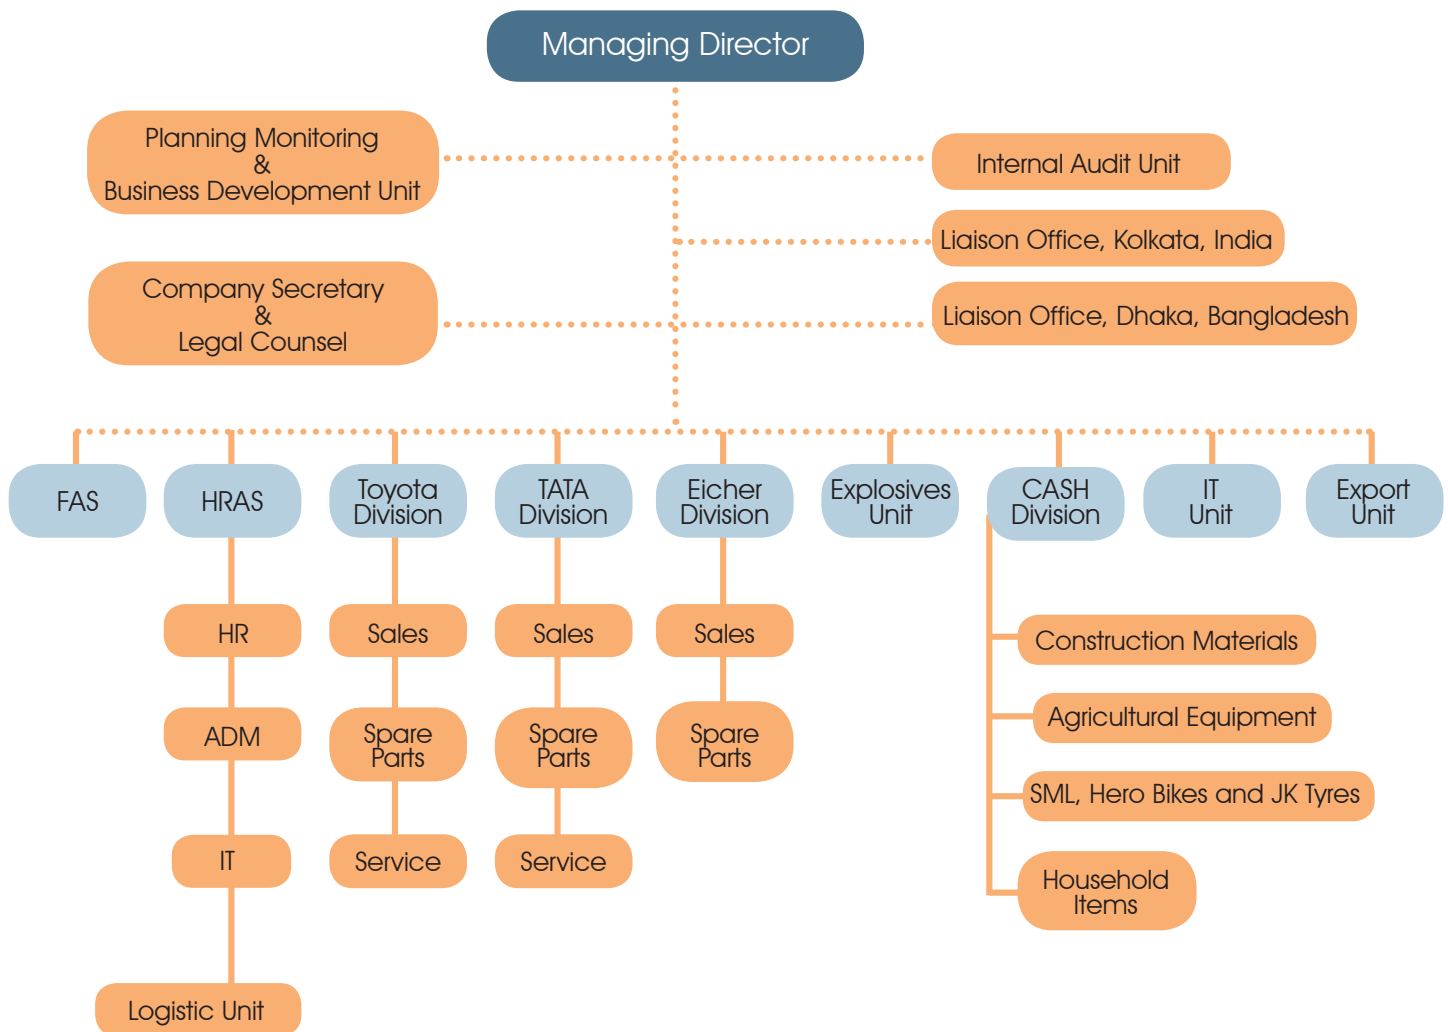 Managing Director
Planning Monitoring
&
Business Development Unit
Internal Audit Unit
Liaison Office, Kolkata, India
Company Secretary
&
Legal Counsel
Liaison Office, Dhaka, Bangladesh
FAS
HRAS
Toyota
Division
TATA
Division
Eicher
Division
Explosives
Unit
CASH
Division
IT
Unit
Export
Unit
HR
Sales
Sales
Sales
Construction Materials
ADM
Spare
Parts
Spare
Parts
Spare
Parts
Agricultural Equipment
SML, Hero Bikes and JK Tyres
IT
Service
Service
Household
Items
Logistic Unit